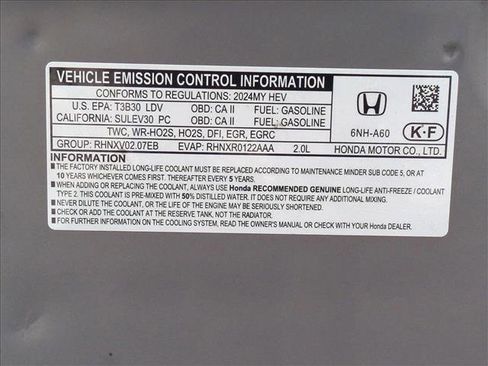 VEHICLE EMISSION CONTROL INFORMATION
CONFORMS TO REGULATIONS: 2024MY HEV
U.S. EPA: T3B30 LDV OBD: CA II FUEL: GASOLINE
CALIFORNIA: SULEV30 PC OBD: CA II FUEL: GASOLINE
TWC, WR-HO2S, HO2S, DFI, EGR, EGRC
GROUP: RHNXV02.07EB EVAP: RHNXR0122AAA 2.0L
6NH-A60 K·F
HONDA MOTOR CO., LTD.
INFORMATION
■ THE FACTORY INSTALLED LONG-LIFE COOLANT MUST BE REPLACED ACCORDING TO MAINTENANCE MINDER SUB CODE 5, OR AT
10 YEARS WHICHEVER COMES FIRST. THEREAFTER EVERY 5 YEARS.
■ WHEN ADDING OR REPLACING THE COOLANT, ALWAYS USE Honda RECOMMENDED GENUINE LONG-LIFE ANTI-FREEZE / COOLANT
TYPE 2. THIS COOLANT IS PRE-MIXED WITH 50% DISTILLED WATER. IT DOES NOT REQUIRE ANY ADDITIONAL MIXING.
■ NEVER DILUTE THE COOLANT, OR THE LIFE OF THE ENGINE MAY BE SERIOUSLY SHORTENED.
■ CHECK OR ADD COOLANT AT THE RESERVE TANK, NOT THE RADIATOR.
■ FOR FURTHER INFORMATION ON THE COOLING SYSTEM, READ THE OWNER'S MANUAL OR CHECK WITH YOUR Honda DEALER.